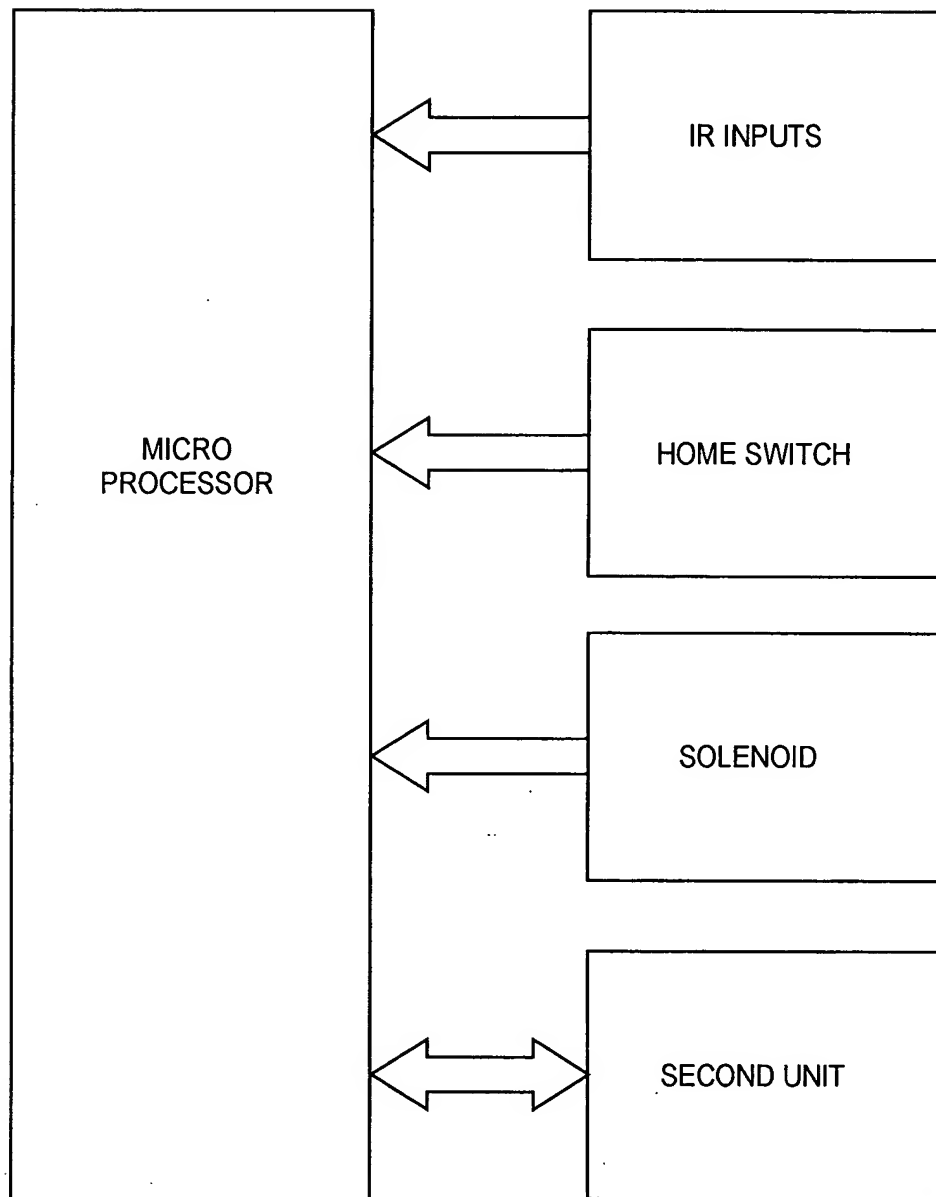 IR INPUTS
MICRO
PROCESSOR
HOME SWITCH
SOLENOID
SECOND UNIT